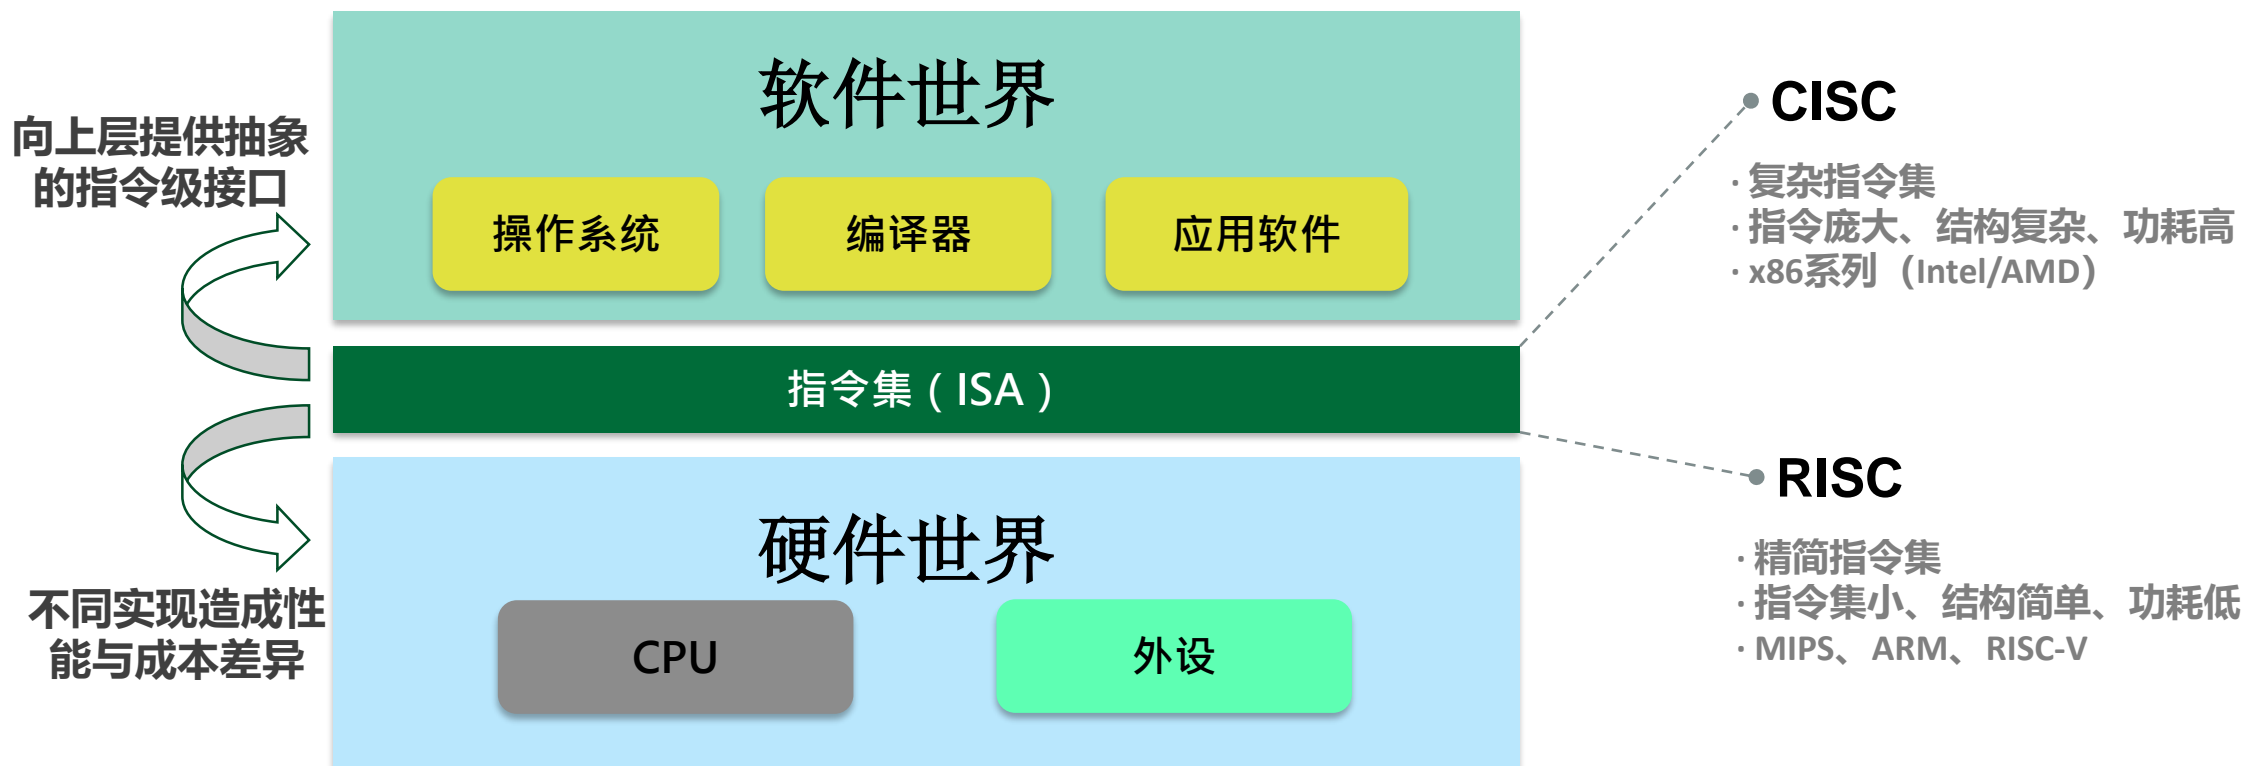 向上层提供抽象
的指令级接口
不同实现造成性
能与成本差异
软件世界
操作系统
编译器
应用软件
指令集（ISA）
硬件世界
CPU
外设
CISC
· 复杂指令集
· 指令庞大、结构复杂、功耗高
· x86系列（Intel/AMD）
RISC
· 精简指令集
· 指令集小、结构简单、功耗低
· MIPS、ARM、RISC-V